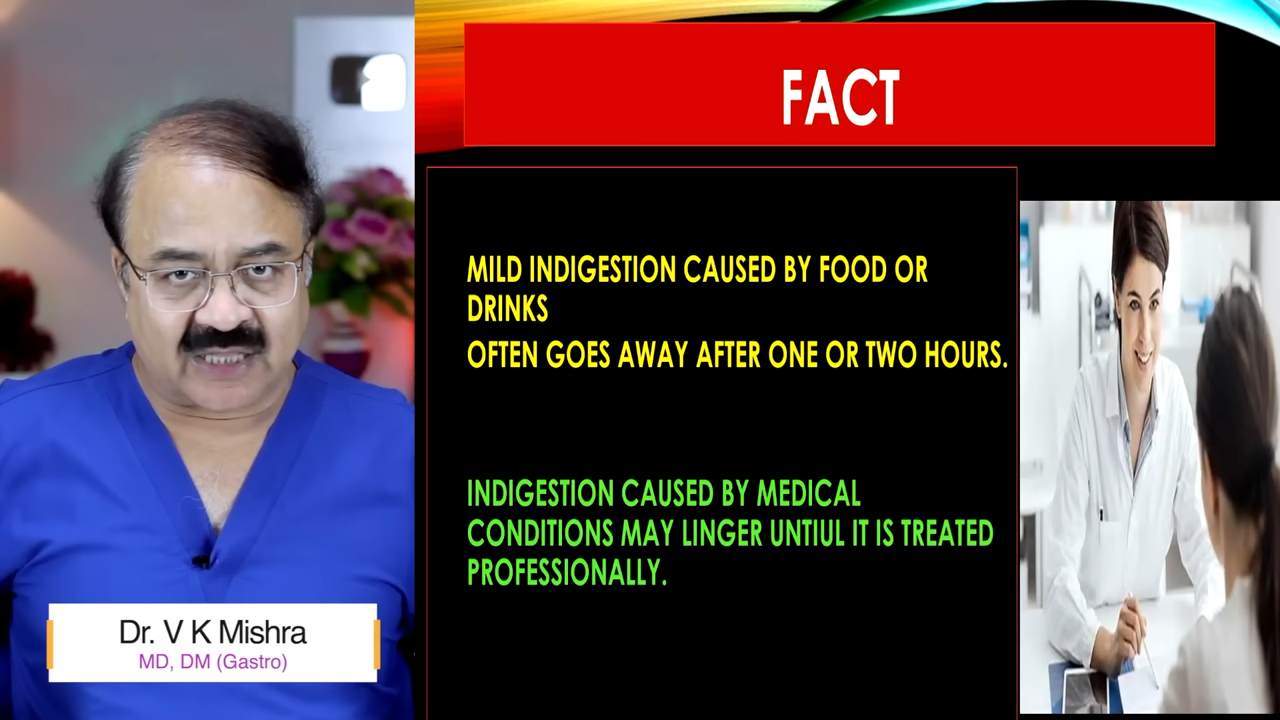 FACT
MILD INDIGESTION CAUSED BY FOOD OR
DRINKS
OFTEN GOES AWAY AFTER ONE OR TWO HOURS.
INDIGESTION CAUSED BY MEDICAL
CONDITIONS MAY LINGER UNTIUL IT IS TREATED
PROFESSIONALLY.
Dr. V K Mishra
MD, DM (Gastro)